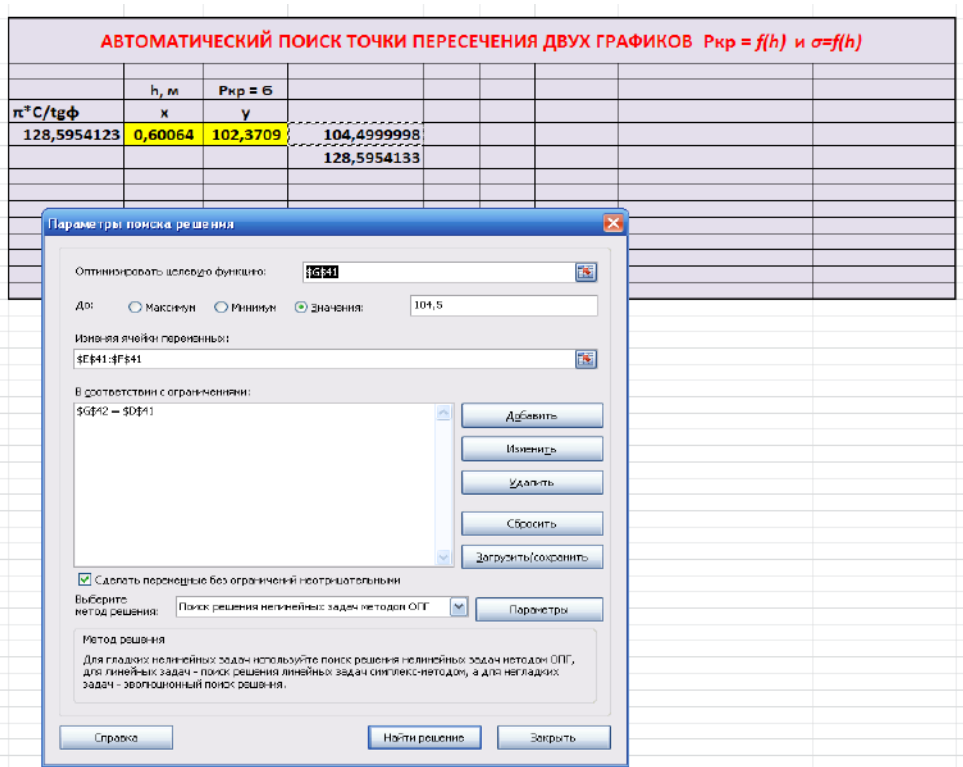 АВТОМАТИЧЕСКИЙ ПОИСК ТОЧКИ ПЕРЕСЕЧЕНИЯ ДВУХ ГРАФИКОВ Ркр = f(h) и σ=f(h)
h, м Ркр = б
π*С/tgф х у
128,5954123 0,60064 102,3709 104,4999998
128,5954133
Параметры поиска решения
Оптимизировать целевую функцию: $G$41
До: Максимум Минимум Значения: 104,5
Изменяя ячейки переменных:
$E$41:$F$41
В соответствии с ограничениями:
$G$42 = $D$41
Добавить
Изменить
Удалить
Сбросить
Загрузить/сохранить
Сделать переменные без ограничений неотрицательными
Выберите
метод решения: Поиск решения нелинейных задач методом ОПГ Параметры
Метод решения
Для гладких нелинейных задач используйте поиск решения нелинейных задач методом ОПГ,
для линейных задач - поиск решения линейных задач симплекс-методом, а для негладких
задач - эволюционный поиск решения.
Справка Найти решение Закрыть